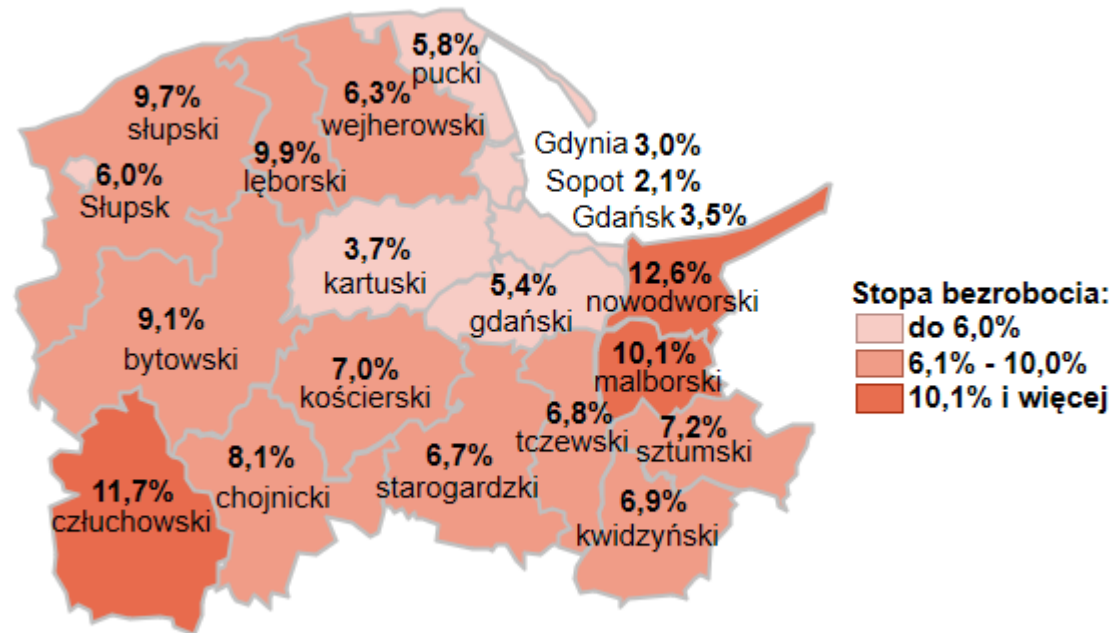 5,8%
pucki
9,7%
słupski
6,3%
wejherowski
Gdynia 3,0%
9,9%
lęborski
6,0%
Słupsk
Sopot 2,1%
Gdańsk 3,5%
3,7%
kartuski
5,4%
gdański
12,6%
nowodworski
9,1%
bytowski
7,0%
kościerski
10,1%
malborski
6,8%
tczewski
7,2%
sztumski
8,1%
chojnicki
6,7%
starogardzki
11,7%
człuchowski
6,9%
kwidzyński
Stopa bezrobocia:
do 6,0%
6,1% - 10,0%
10,1% i więcej